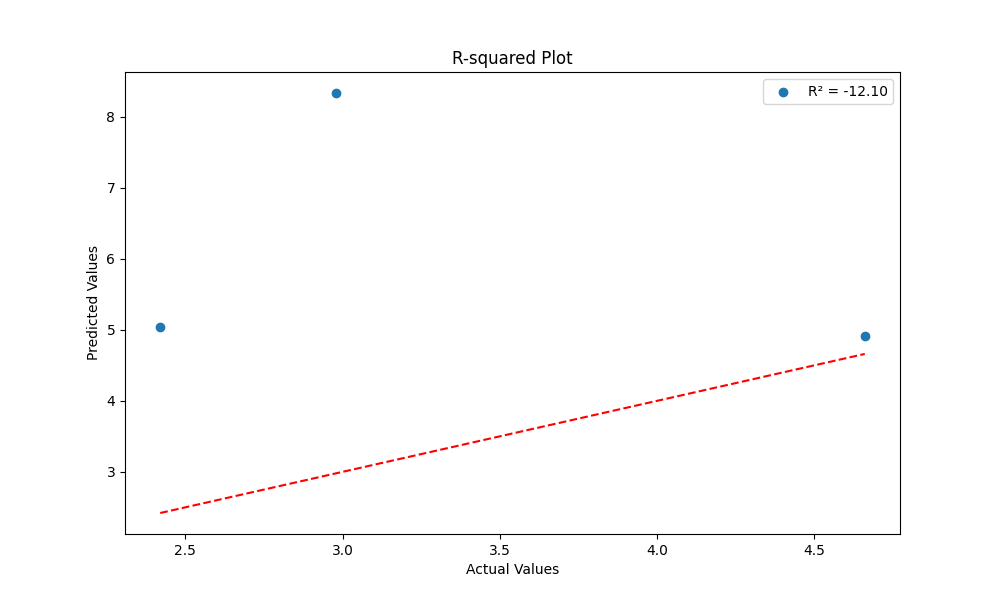 R-squared Plot
R² = -12.10
8
7
6
5
4
3
Predicted Values
2.5 3.0 3.5 4.0 4.5
Actual Values